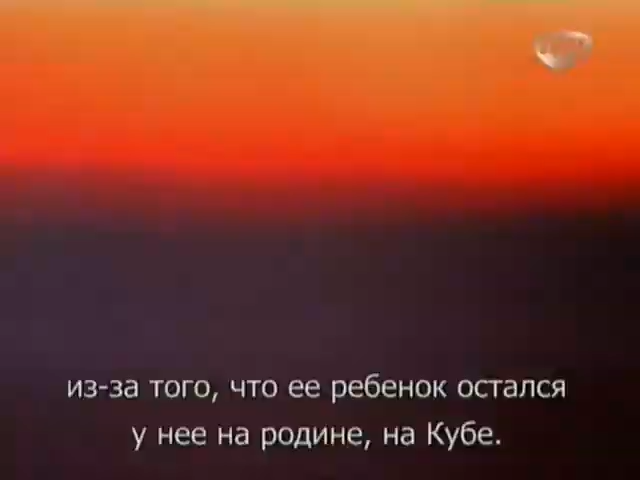 из-за того, что ее ребенок остался
у нее на родине, на Кубе.